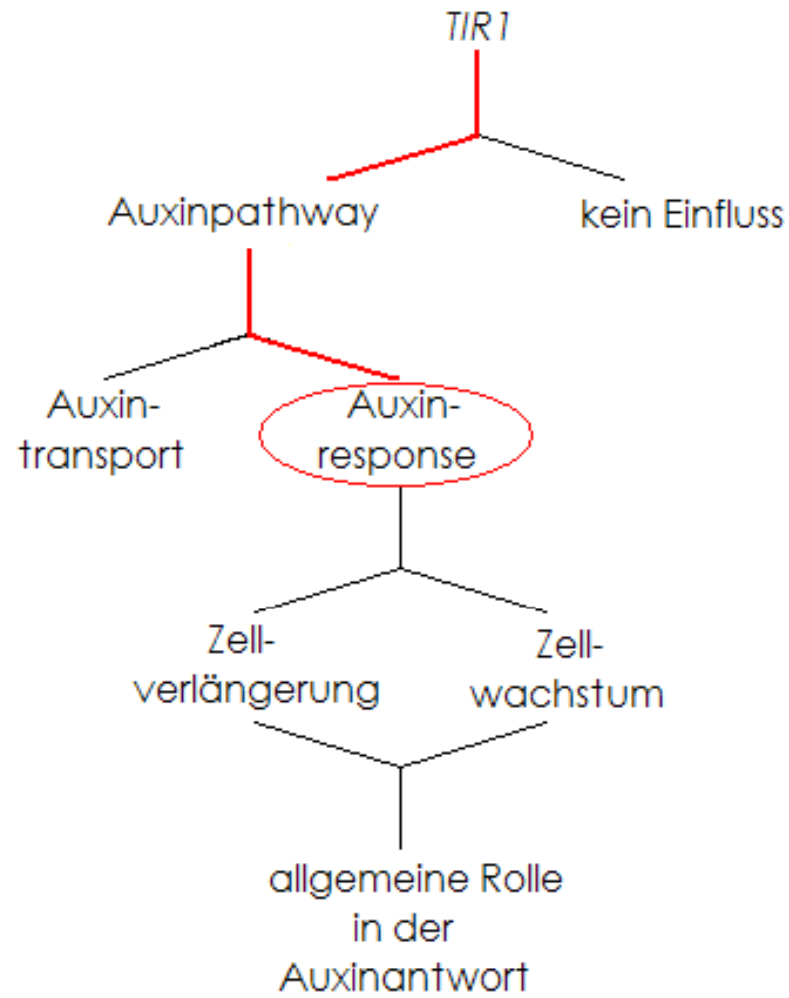 TIR1
Auxinpathway
kein Einfluss
Auxin-
transport
Auxin-
response
Zell-
verlängerung
Zell-
wachstum
allgemeine Rolle
in der
Auxinantwort